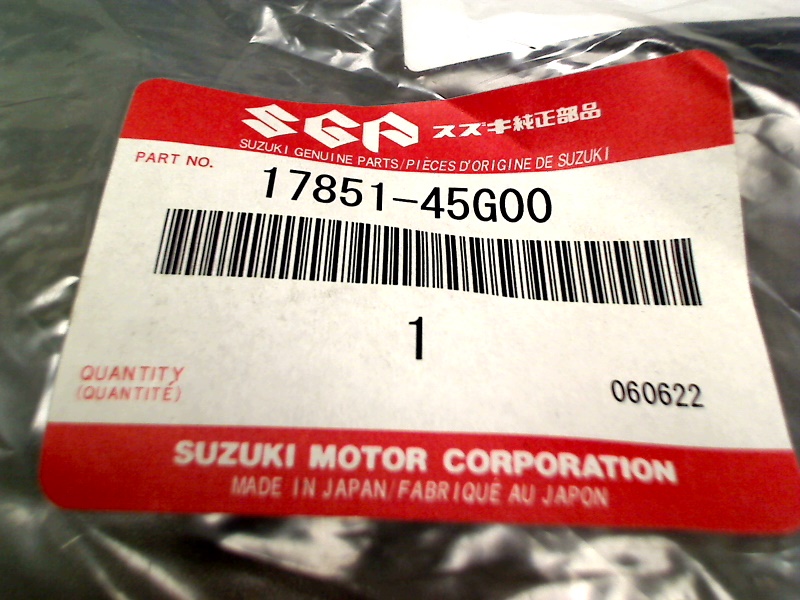 SGP スズキ純正部品
SUZUKI GENUINE PARTS/PIÈCES D'ORIGINE DE SUZUKI
PART NO.
17851-45G00
1
QUANTITY
(QUANTITÉ)
060622
SUZUKI MOTOR CORPORATION
MADE IN JAPAN/FABRIQUÉ AU JAPON